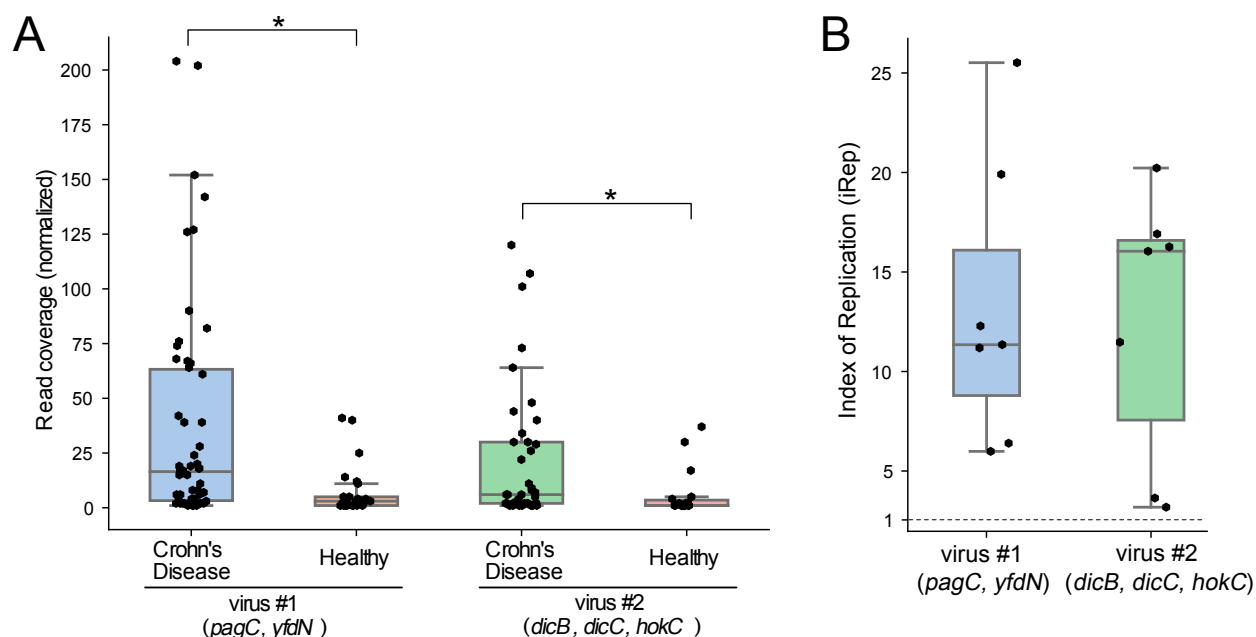 A
Read coverage (normalized)
200
175
150
125
100
75
50
25
0
*
*
Crohn's
Disease
Healthy
Crohn's
Disease
Healthy
virus #1
(pagC, yfdN )
virus #2
(dicB, dicC, hokC )
B
Index of Replication (iRep)
25
20
15
10
5
1
virus #1
(pagC, yfdN)
virus #2
(dicB, dicC, hokC)